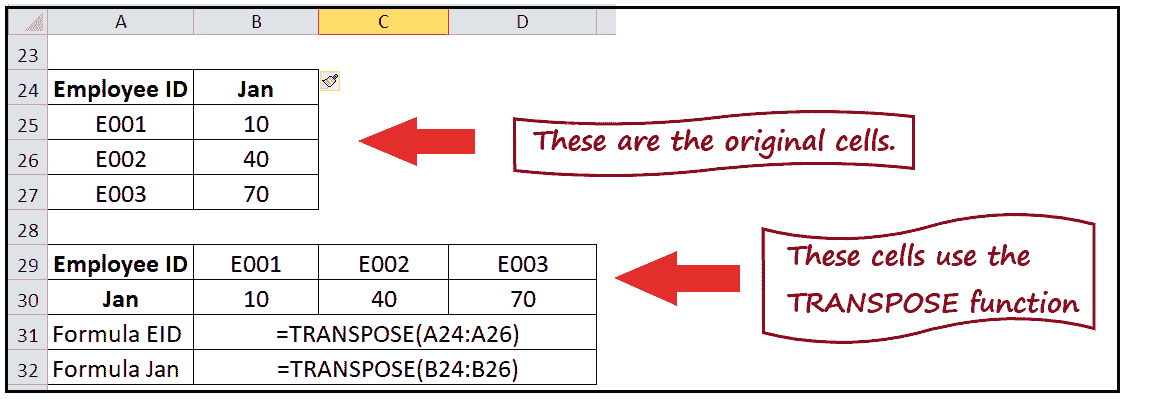 A B C D
23
24 Employee ID Jan
25 E001 10
These are the original cells.
26 E002 40
27 E003 70
28
29 Employee ID E001 E002 E003
These cells use the
30 Jan 10 40 70
TRANSPOSE function
31 Formula EID =TRANSPOSE(A24:A26)
32 Formula Jan =TRANSPOSE(B24:B26)